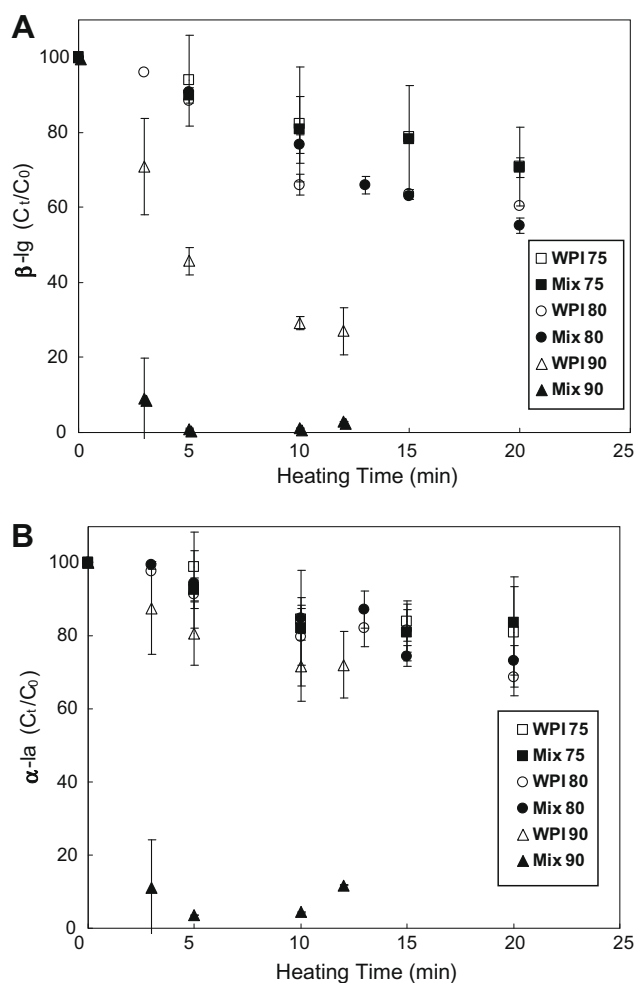 A
β-lg (Ct/C0)
100
80
60
40
20
0
0 5 10 15 20 25
Heating Time (min)
WPI 75
Mix 75
WPI 80
Mix 80
WPI 90
Mix 90
B
α-la (Ct/C0)
100
80
60
40
20
0
0 5 10 15 20 25
Heating Time (min)
WPI 75
Mix 75
WPI 80
Mix 80
WPI 90
Mix 90